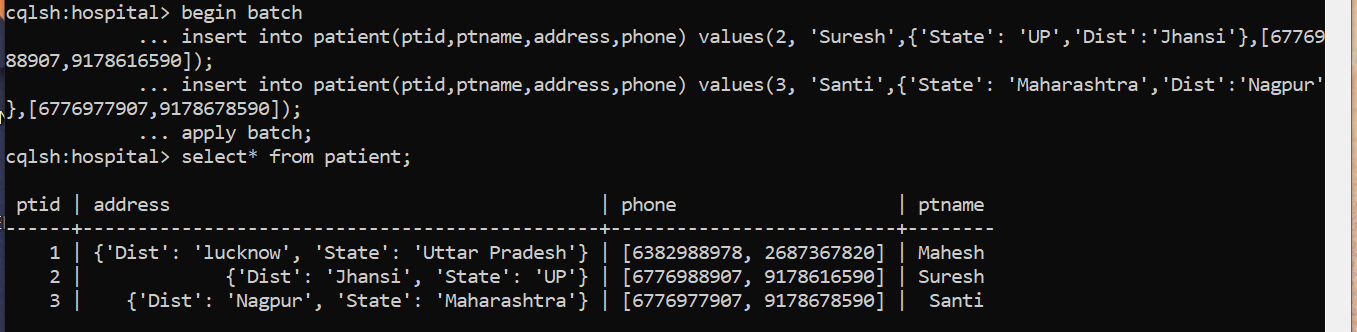 cqlsh:hospital> begin batch
            ... insert into patient(ptid,ptname,address,phone) values(2, 'Suresh',{'State': 'UP','Dist':'Jhansi'},[67769
88907,9178616590]);
            ... insert into patient(ptid,ptname,address,phone) values(3, 'Santi',{'State': 'Maharashtra','Dist':'Nagpur'
},[6776977907,9178678590]);
            ... apply batch;
cqlsh:hospital> select* from patient;
 ptid | address                                     | phone                    | ptname
------+---------------------------------------------+--------------------------+--------
    1 | {'Dist': 'lucknow', 'State': 'Uttar Pradesh'} | [6382988978, 2687367820] | Mahesh
    2 |             {'Dist': 'Jhansi', 'State': 'UP'} | [6776988907, 9178616590] | Suresh
    3 |    {'Dist': 'Nagpur', 'State': 'Maharashtra'} | [6776977907, 9178678590] |  Santi